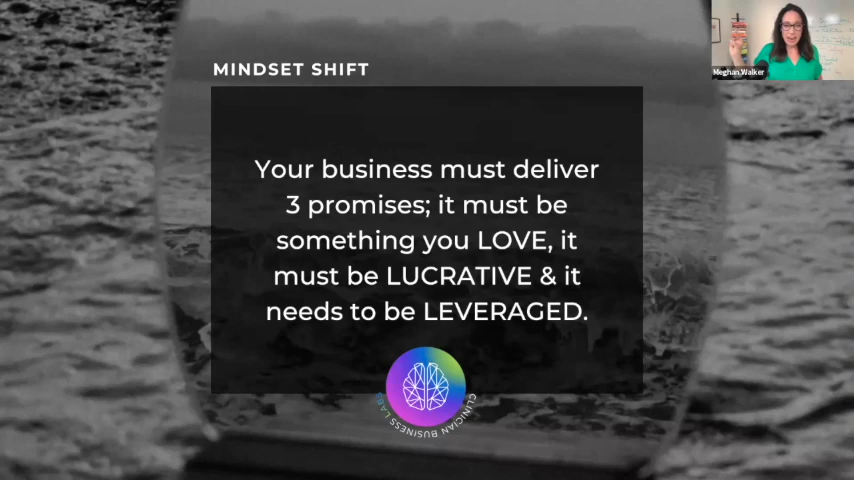 MINDSET SHIFT
Meghan Walker
Your business must deliver
3 promises; it must be
something you LOVE, it
must be LUCRATIVE & it
needs to be LEVERAGED.
CLINICIAN BUSINESS LABS